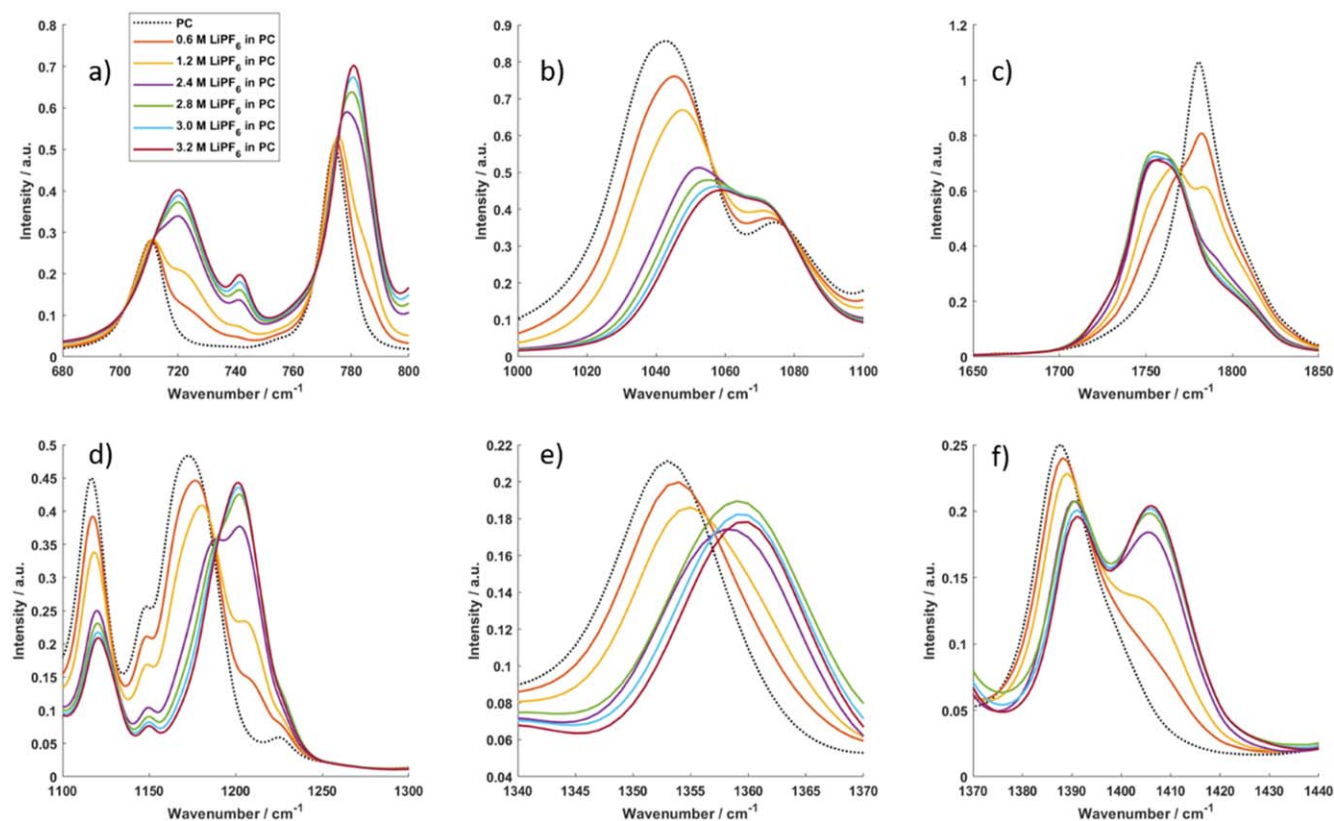 a)
PC
0.6 M LiPF6 in PC
1.2 M LiPF6 in PC
2.4 M LiPF6 in PC
2.8 M LiPF6 in PC
3.0 M LiPF6 in PC
3.2 M LiPF6 in PC
0.8
0.7
0.6
0.5
0.4
0.3
0.2
0.1
0
Intensity / a.u.
680 700 720 740 760 780 800
Wavenumber / cm-1
b)
0.9
0.8
0.7
0.6
0.5
0.4
0.3
0.2
0.1
0
Intensity / a.u.
1000 1020 1040 1060 1080 1100
Wavenumber / cm-1
c)
1.2
1
0.8
0.6
0.4
0.2
0
Intensity / a.u.
1650 1700 1750 1800 1850
Wavenumber / cm-1
d)
0.5
0.45
0.4
0.35
0.3
0.25
0.2
0.15
0.1
0.05
0
Intensity / a.u.
1100 1150 1200 1250 1300
Wavenumber / cm-1
e)
0.22
0.2
0.18
0.16
0.14
0.12
0.1
0.08
0.06
0.04
Intensity / a.u.
1340 1345 1350 1355 1360 1365 1370
Wavenumber / cm-1
f)
0.25
0.2
0.15
0.1
0.05
0
Intensity / a.u.
1370 1380 1390 1400 1410 1420 1430 1440
Wavenumber / cm-1